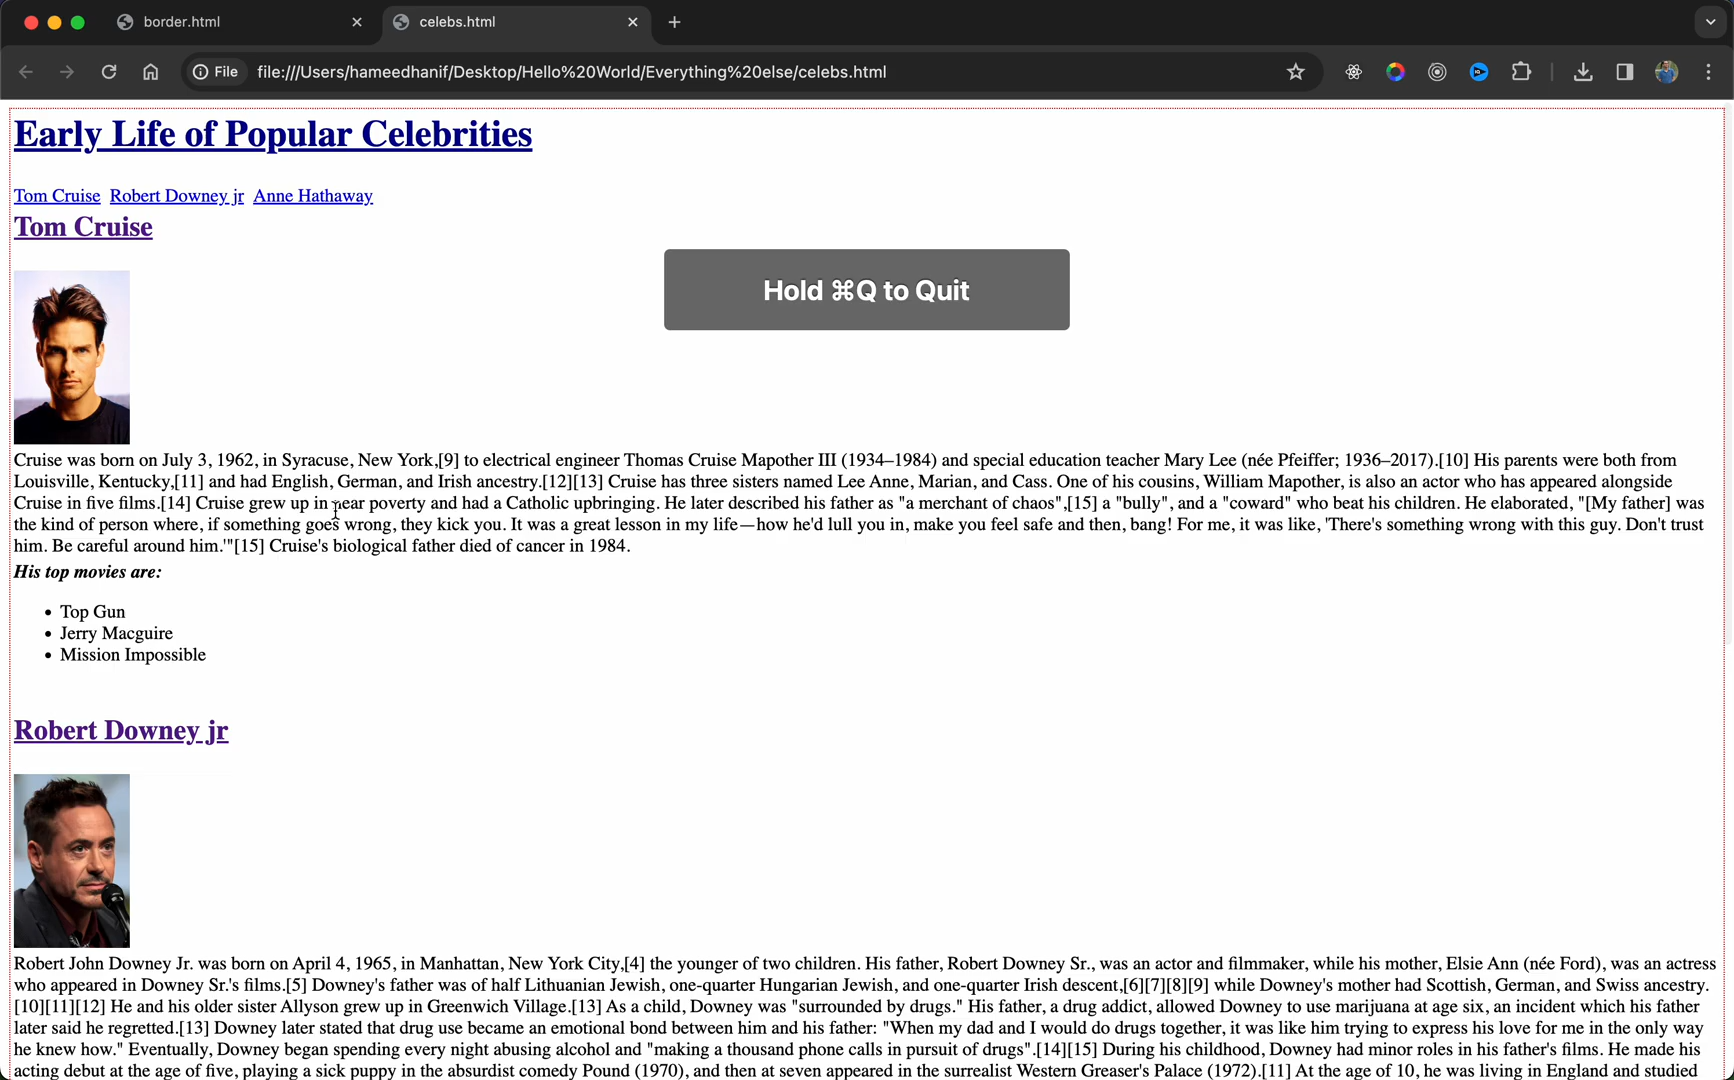 border.html
celebs.html
File
file:///Users/hameedhanif/Desktop/Hello%20World/Everything%20else/celebs.html
Early Life of Popular Celebrities
Tom Cruise Robert Downey jr Anne Hathaway
Tom Cruise
Hold ⌘Q to Quit
Cruise was born on July 3, 1962, in Syracuse, New York,[9] to electrical engineer Thomas Cruise Mapother III (1934–1984) and special education teacher Mary Lee (née Pfeiffer; 1936–2017).[10] His parents were both from
Louisville, Kentucky,[11] and had English, German, and Irish ancestry.[12][13] Cruise has three sisters named Lee Anne, Marian, and Cass. One of his cousins, William Mapother, is also an actor who has appeared alongside
Cruise in five films.[14] Cruise grew up in near poverty and had a Catholic upbringing. He later described his father as "a merchant of chaos",[15] a "bully", and a "coward" who beat his children. He elaborated, "[My father] was
the kind of person where, if something goes wrong, they kick you. It was a great lesson in my life—how he'd lull you in, make you feel safe and then, bang! For me, it was like, 'There's something wrong with this guy. Don't trust
him. Be careful around him.'"[15] Cruise's biological father died of cancer in 1984.
His top movies are:
• Top Gun
• Jerry Macguire
• Mission Impossible
Robert Downey jr
Robert John Downey Jr. was born on April 4, 1965, in Manhattan, New York City,[4] the younger of two children. His father, Robert Downey Sr., was an actor and filmmaker, while his mother, Elsie Ann (née Ford), was an actress
who appeared in Downey Sr.'s films.[5] Downey's father was of half Lithuanian Jewish, one-quarter Hungarian Jewish, and one-quarter Irish descent,[6][7][8][9] while Downey's mother had Scottish, German, and Swiss ancestry.
[10][11][12] He and his older sister Allyson grew up in Greenwich Village.[13] As a child, Downey was "surrounded by drugs." His father, a drug addict, allowed Downey to use marijuana at age six, an incident which his father
later said he regretted.[13] Downey later stated that drug use became an emotional bond between him and his father: "When my dad and I would do drugs together, it was like him trying to express his love for me in the only way
he knew how." Eventually, Downey began spending every night abusing alcohol and "making a thousand phone calls in pursuit of drugs".[14][15] During his childhood, Downey had minor roles in his father's films. He made his
acting debut at the age of five, playing a sick puppy in the absurdist comedy Pound (1970), and then at seven appeared in the surrealist Western Greaser's Palace (1972).[11] At the age of 10, he was living in England and studied